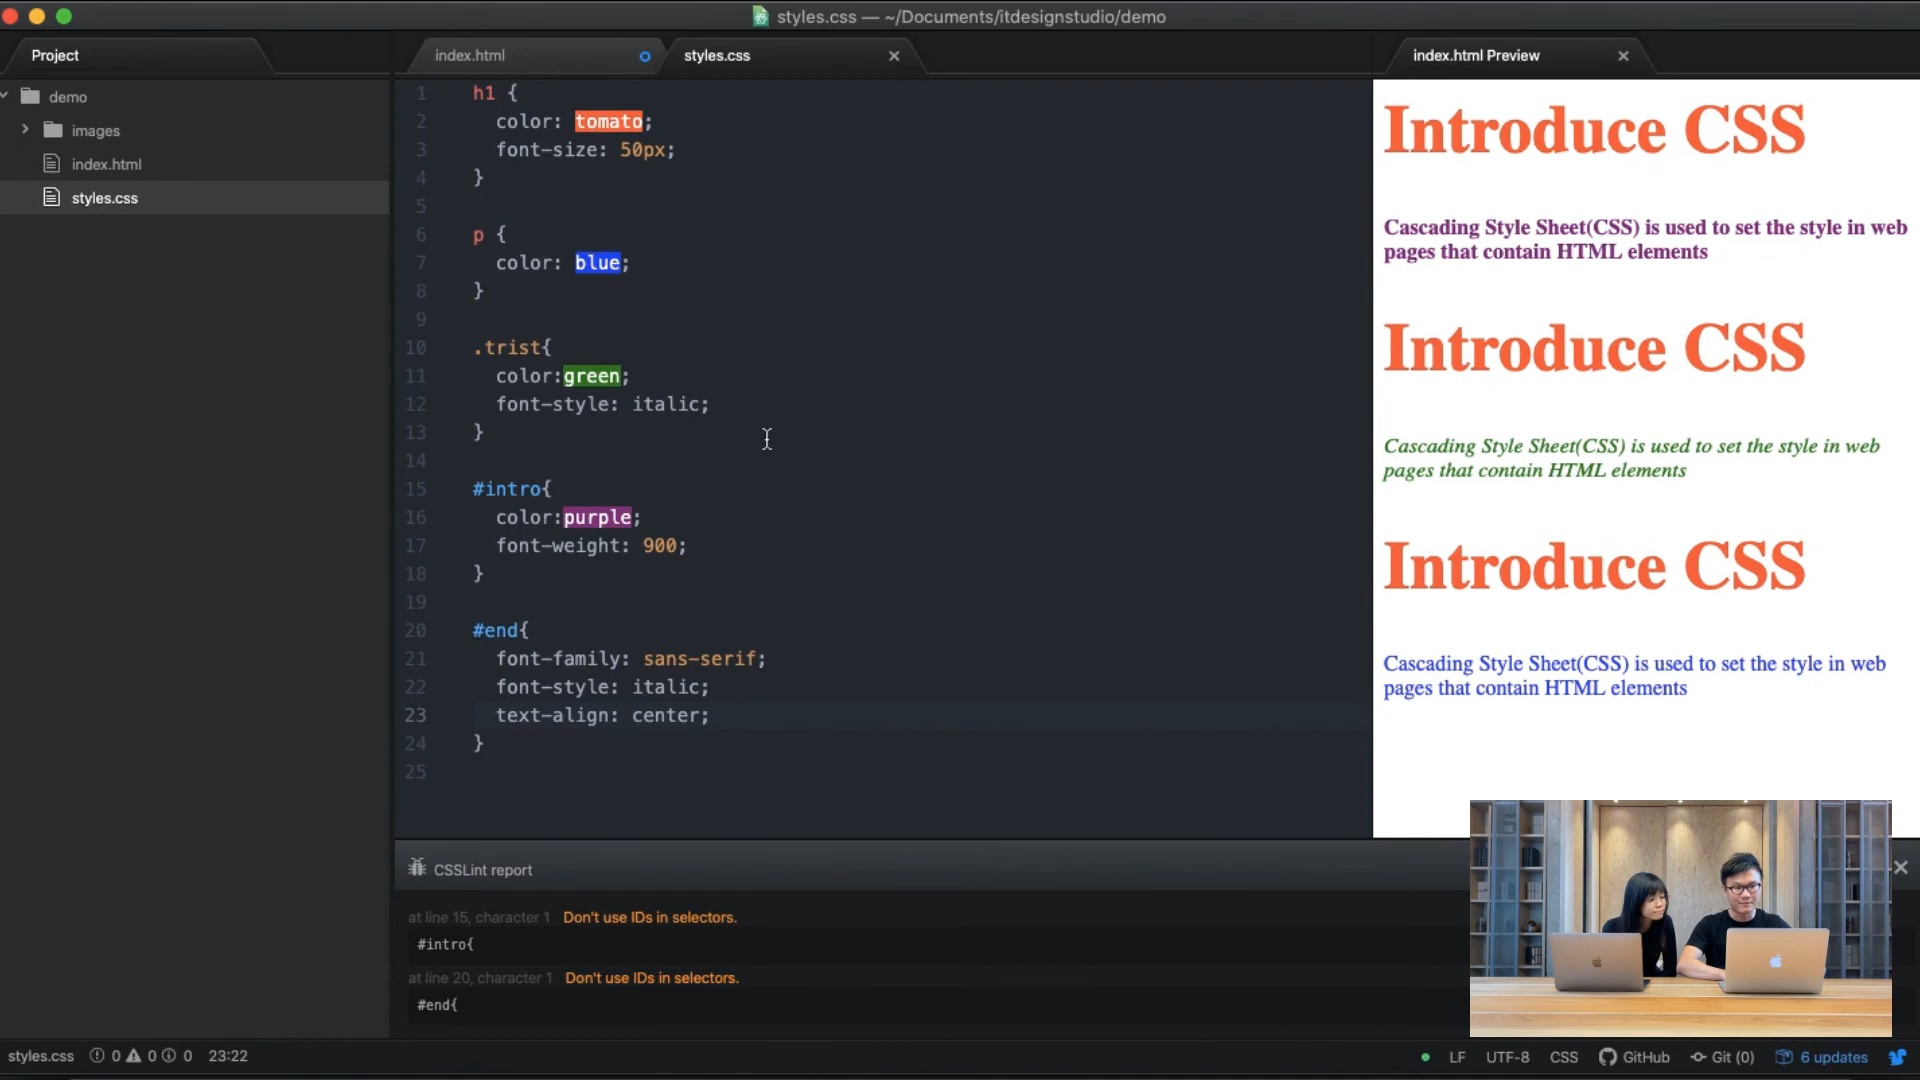 styles.css — ~/Documents/itdesignstudio/demo
Project
index.html
styles.css
index.html Preview
demo
images
index.html
styles.css
1 h1 {
2 color: tomato;
3 font-size: 50px;
4 }
5
6 p {
7 color: blue;
8 }
9
10 .trist{
11 color:green;
12 font-style: italic;
13 }
14
15 #intro{
16 color:purple;
17 font-weight: 900;
18 }
19
20 #end{
21 font-family: sans-serif;
22 font-style: italic;
23 text-align: center;
24 }
25
Introduce CSS
Cascading Style Sheet(CSS) is used to set the style in web
pages that contain HTML elements
Introduce CSS
Cascading Style Sheet(CSS) is used to set the style in web
pages that contain HTML elements
Introduce CSS
Cascading Style Sheet(CSS) is used to set the style in web
pages that contain HTML elements
CSSLint report
at line 15, character 1 Don't use IDs in selectors.
#intro{
at line 20, character 1 Don't use IDs in selectors.
#end{
styles.css 0 0 0 23:22
LF UTF-8 CSS GitHub Git (0) 6 updates